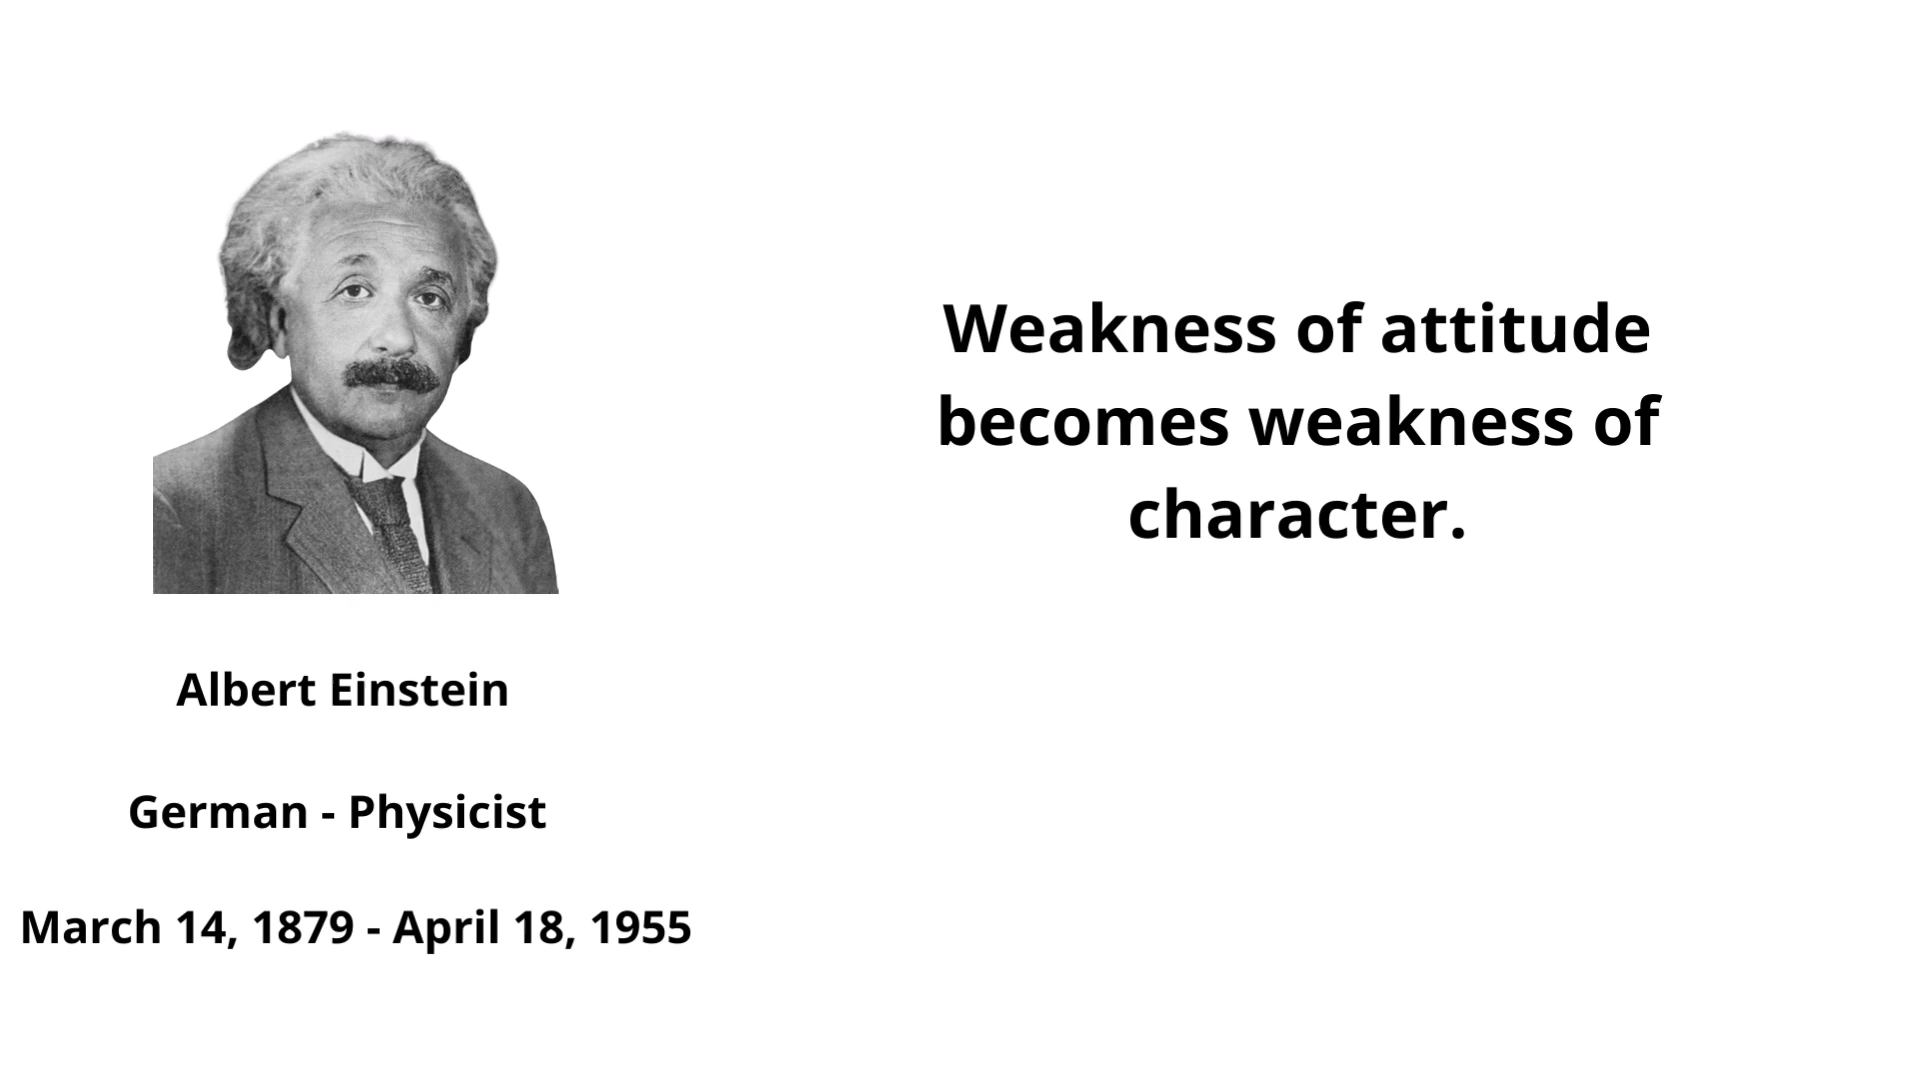 Weakness of attitude
becomes weakness of
character.
Albert Einstein
German - Physicist
March 14, 1879 - April 18, 1955